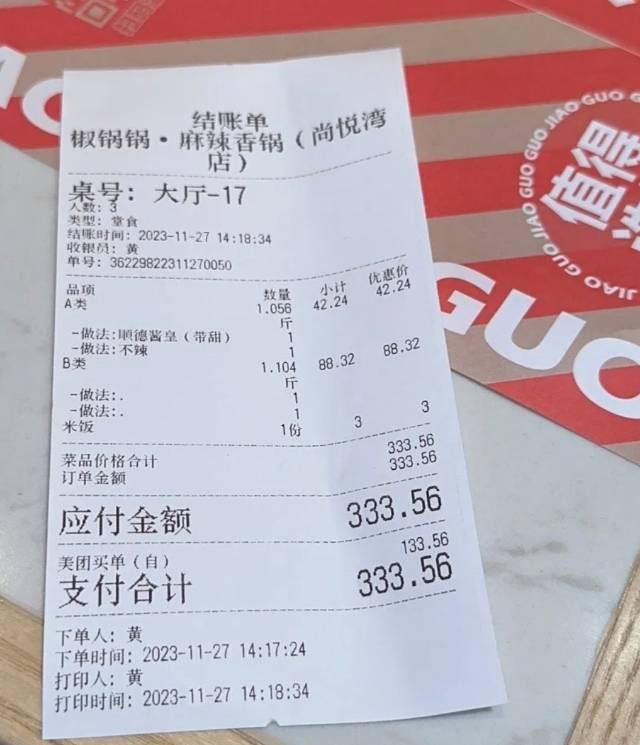 结账单
椒锅锅·麻辣香锅（尚悦湾
店）
桌号：大厅-17
人数：3
类型：堂食
结账时间：2023-11-27 14:18:34
收银员：黄
单号：36229822311270050
品项 数量 小计 优惠价
A类 1.056 42.24 42.24
斤
-做法:顺德酱皇（带甜） 1
-做法:不辣 1
B类 1.104 88.32 88.32
斤
-做法:. 1
-做法:. 1
米饭 1份 3 3
菜品价格合计 333.56
订单金额 333.56
应付金额 333.56
美团买单（自） 133.56
支付合计 333.56
下单人：黄
下单时间：2023-11-27 14:17:24
打印人：黄
打印时间：2023-11-27 14:18:34
GUO
值得
JIAO GUO GUO JIAO GUO GUO JIAO GUO